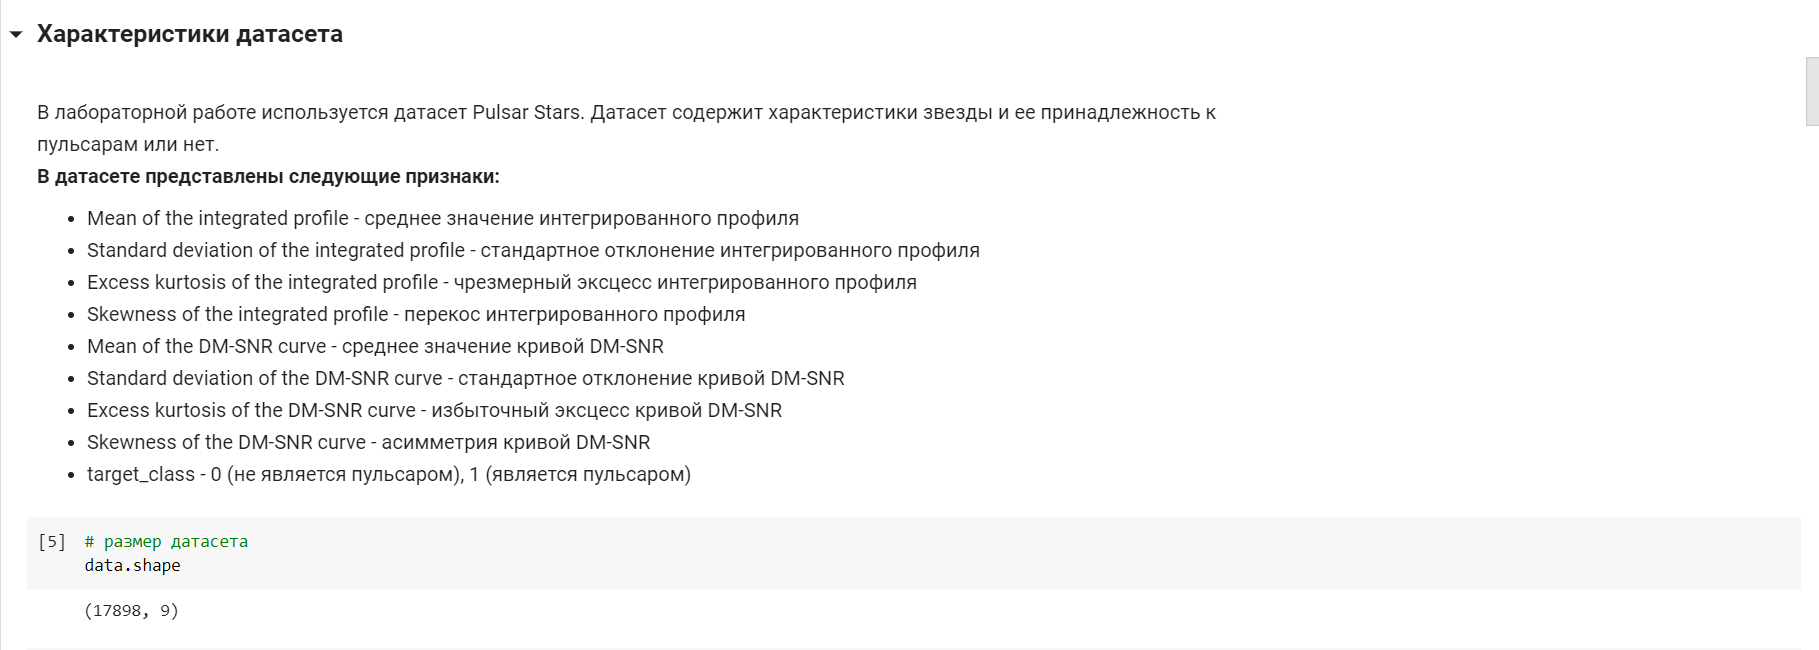 Характеристики датасета
В лабораторной работе используется датасет Pulsar Stars. Датасет содержит характеристики звезды и ее принадлежность к
пульсарам или нет.
В датасете представлены следующие признаки:
• Mean of the integrated profile - среднее значение интегрированного профиля
• Standard deviation of the integrated profile - стандартное отклонение интегрированного профиля
• Excess kurtosis of the integrated profile - чрезмерный эксцесс интегрированного профиля
• Skewness of the integrated profile - перекос интегрированного профиля
• Mean of the DM-SNR curve - среднее значение кривой DM-SNR
• Standard deviation of the DM-SNR curve - стандартное отклонение кривой DM-SNR
• Excess kurtosis of the DM-SNR curve - избыточный эксцесс кривой DM-SNR
• Skewness of the DM-SNR curve - асимметрия кривой DM-SNR
• target_class - 0 (не является пульсаром), 1 (является пульсаром)
[5] # размер датасета
data.shape
(17898, 9)